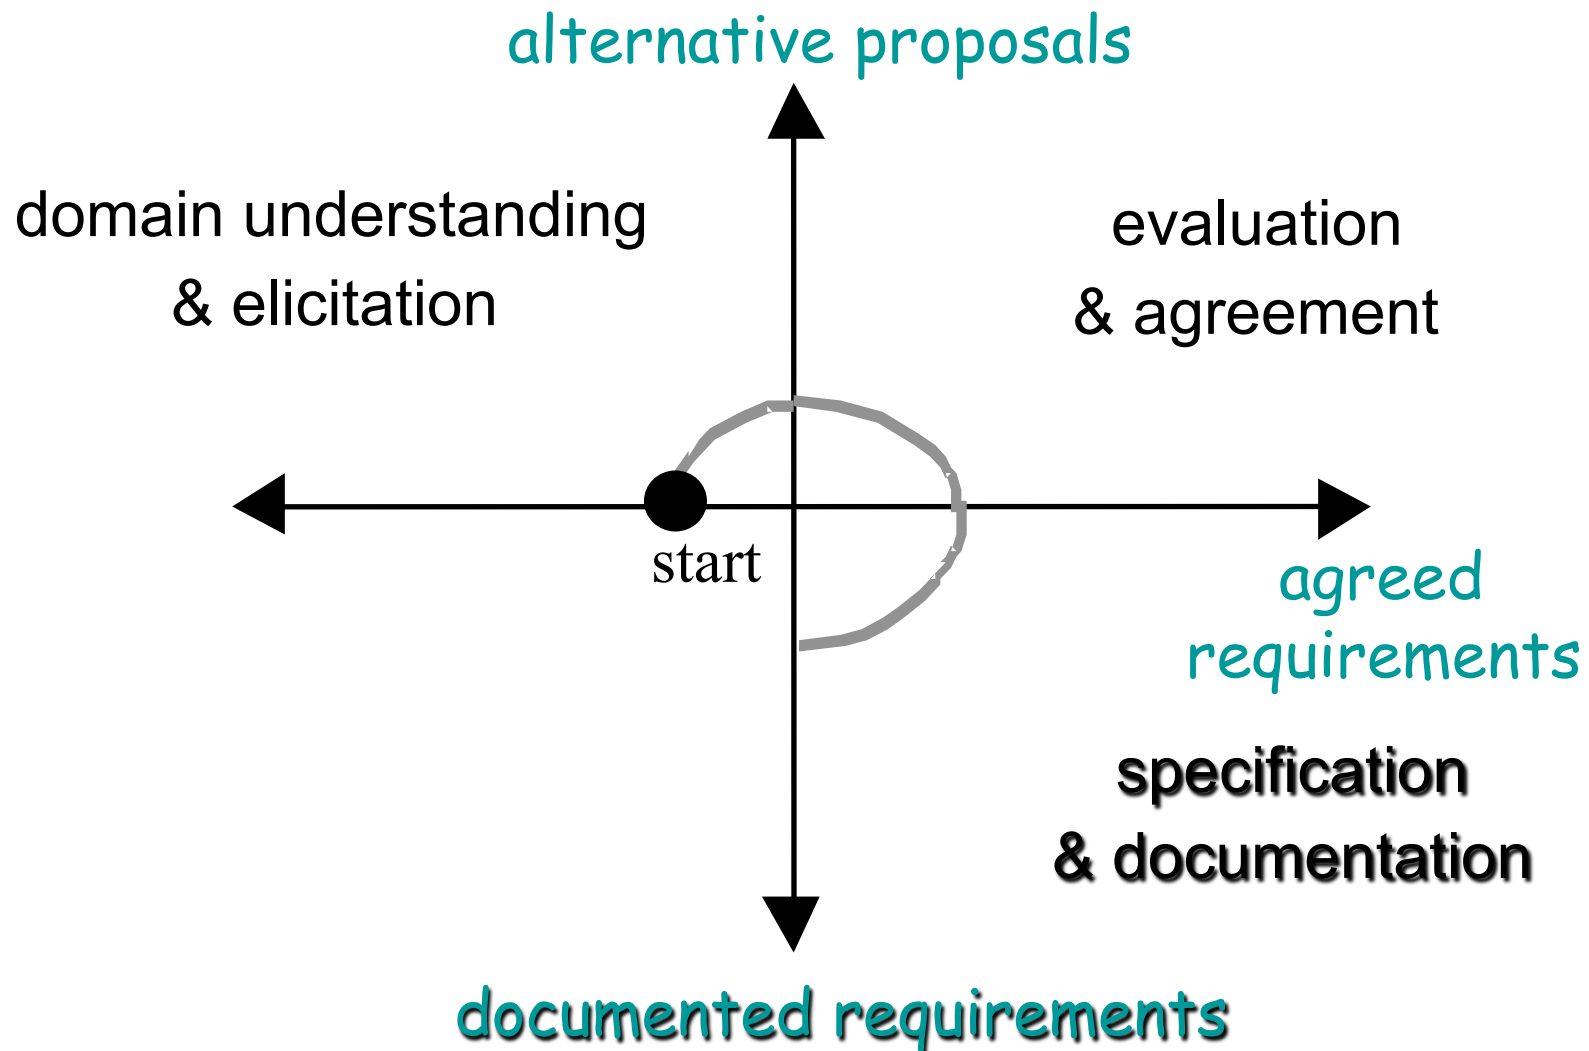 alternative proposals
domain understanding
& elicitation
evaluation
& agreement
start
agreed
requirements
specification
& documentation
documented requirements